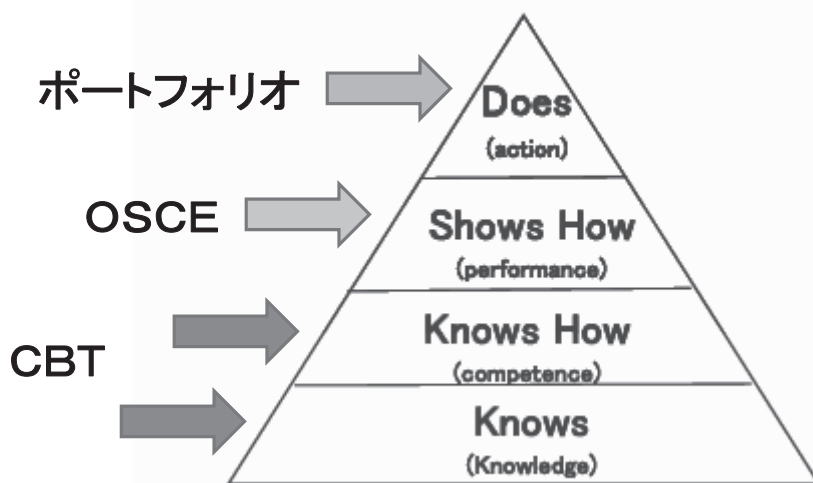 ポートフォリオ
Does
(action)
OSCE
Shows How
(performance)
Knows How
(competence)
CBT
Knows
(Knowledge)